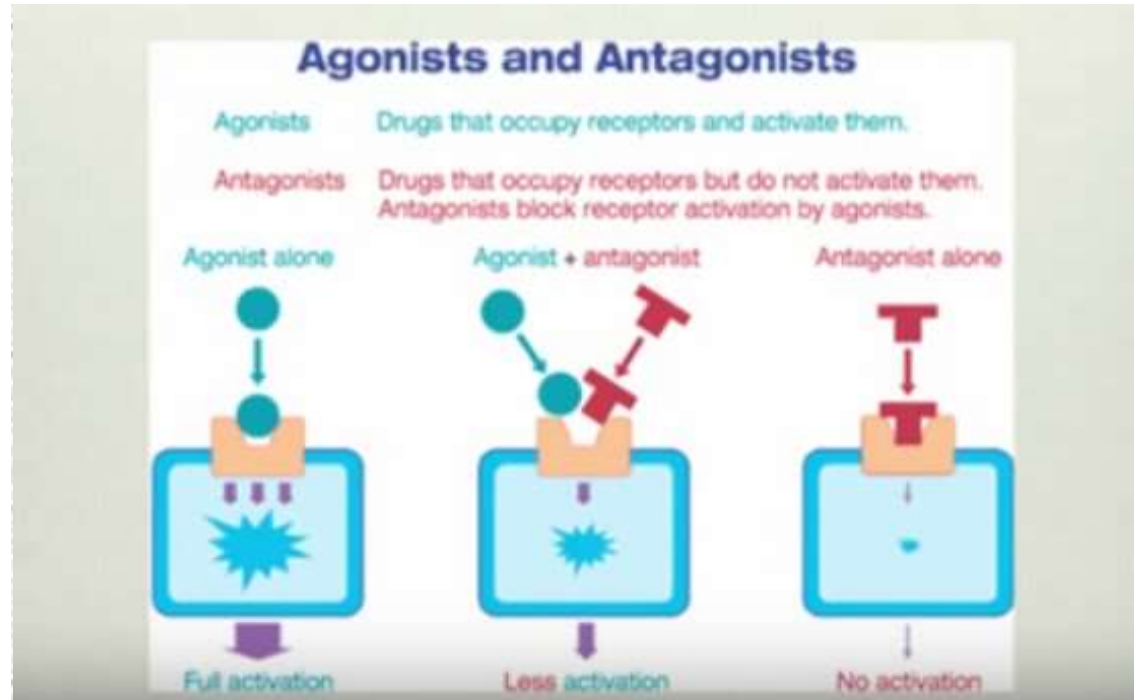 Agonists and Antagonists
Agonists Drugs that occupy receptors and activate them.
Antagonists Drugs that occupy receptors but do not activate them.
Antagonists block receptor activation by agonists.
Agonist alone
Agonist + antagonist
Antagonist alone
Full activation
Less activation
No activation